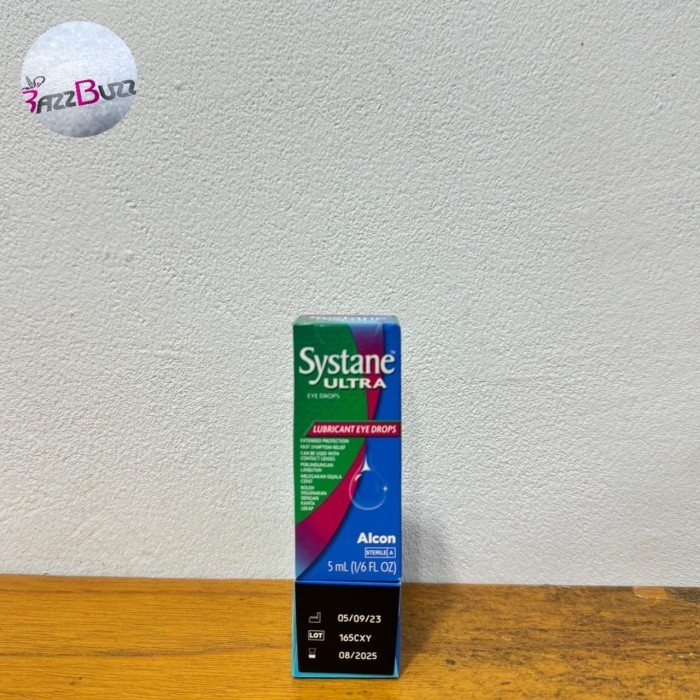 RAZZBUZZ
Systane™
ULTRA
EYE DROPS
LUBRICANT EYE DROPS
EXTENDED PROTECTION
FAST SYMPTOM RELIEF
CAN BE USED WITH
CONTACT LENSES
PERLINDUNGAN
LANJUTAN
MELEGAKAN GEJALA
CEPAT
BOLEH
DIGUNAKAN
DENGAN
KANTA
LEKAP
Alcon
STERILE A
5 mL (1/6 FL OZ)
05/09/23
LOT 165CXY
08/2025